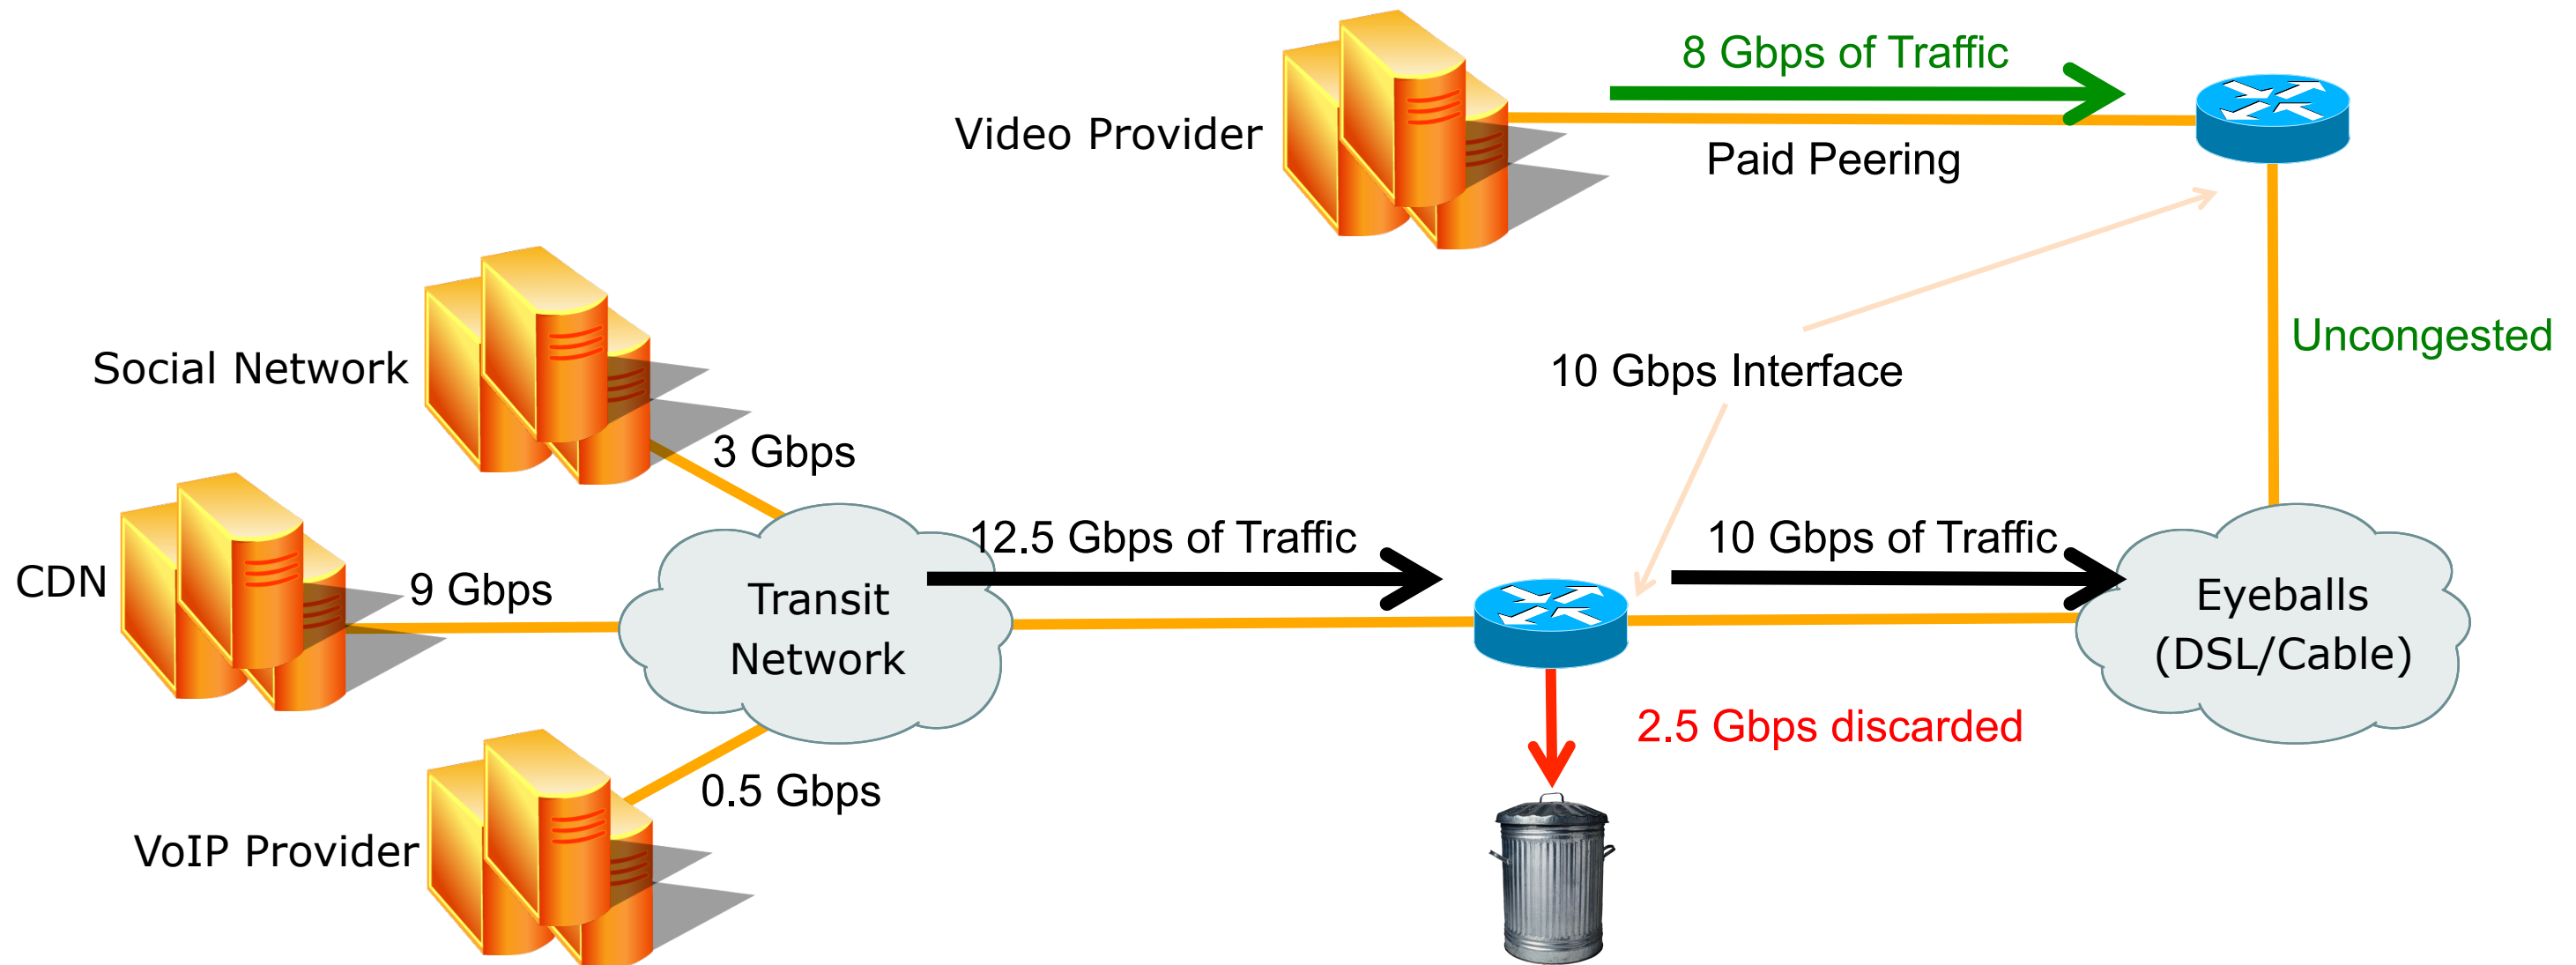 8 Gbps of Traffic
Video Provider
Paid Peering
Uncongested
Social Network
10 Gbps Interface
3 Gbps
12.5 Gbps of Traffic
10 Gbps of Traffic
CDN
9 Gbps
Transit
Network
Eyeballs
(DSL/Cable)
2.5 Gbps discarded
0.5 Gbps
VoIP Provider